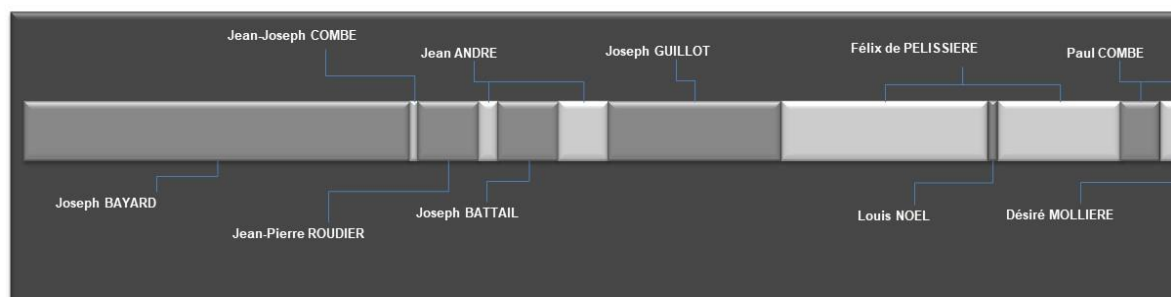 Jean-Joseph COMBE
Jean ANDRE
Joseph GUILLOT
Félix de PELISSIERE
Paul COMBE
Joseph BAYARD
Jean-Pierre ROUDIER
Joseph BATTAIL
Louis NOEL
Désiré MOLLIERE